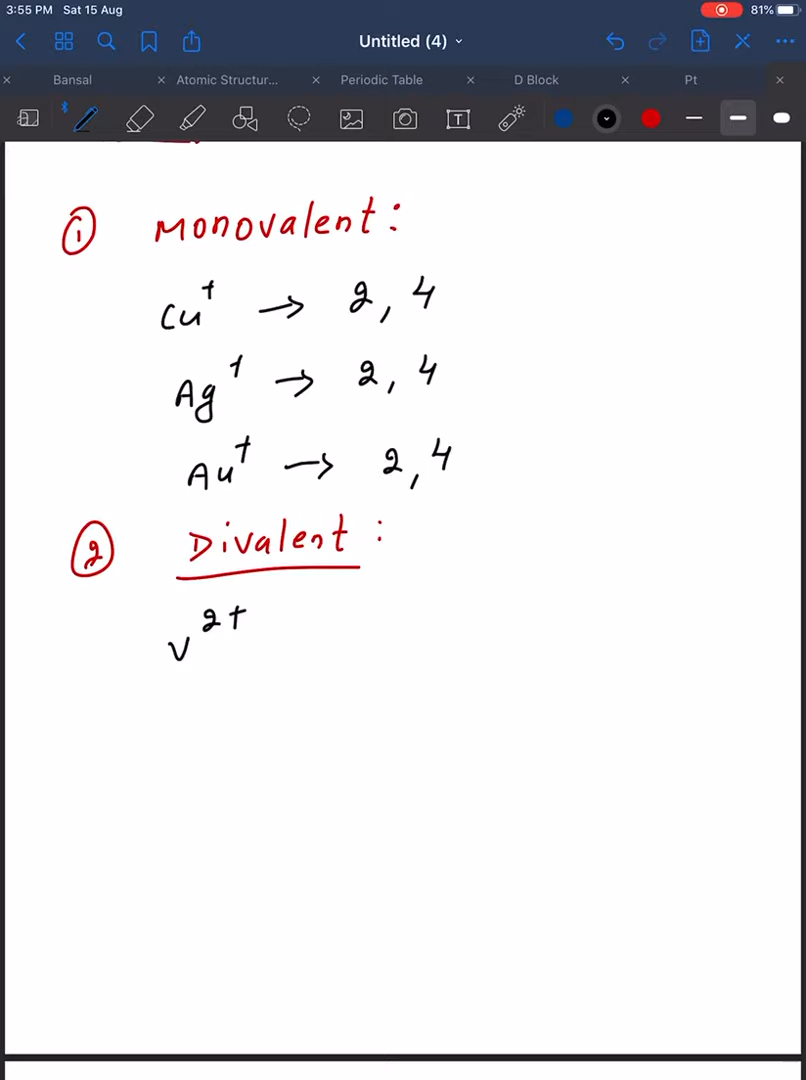 3:55 PM Sat 15 Aug 81%
Untitled (4)
Bansal Atomic Structur... Periodic Table D Block Pt
① Monovalent:
Cu⁺ → 2, 4
Ag⁺ → 2, 4
Au⁺ → 2, 4
② Divalent:
V²⁺